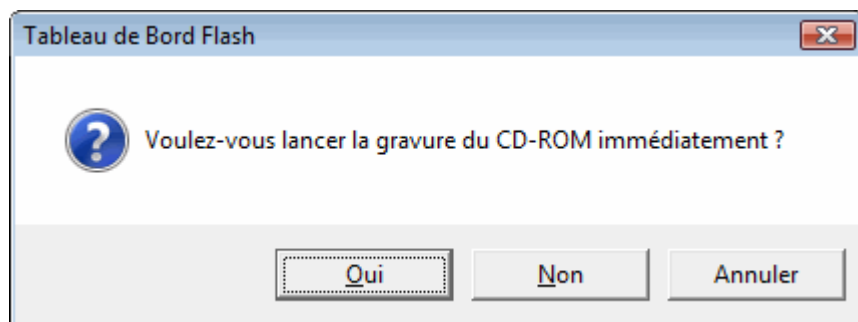 Tableau de Bord Flash
Voulez-vous lancer la gravure du CD-ROM immédiatement ?
Oui Non Annuler